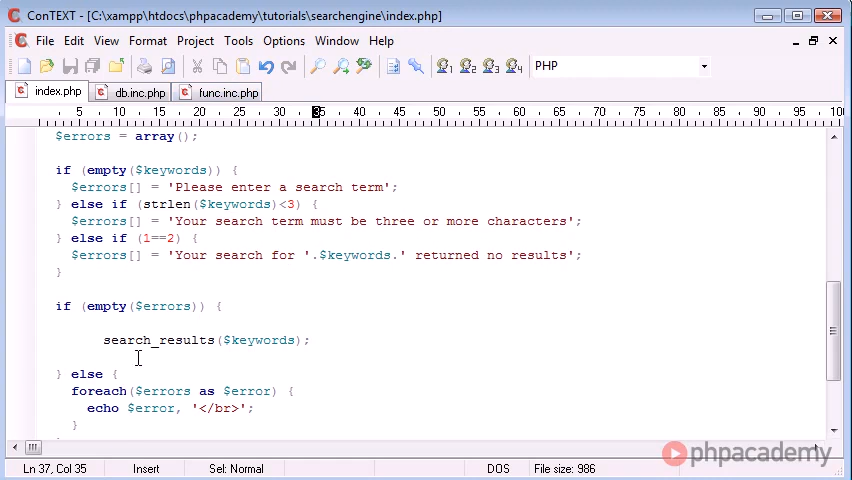 ConTEXT - [C:\xampp\htdocs\phpacademy\tutorials\searchengine\index.php]
File Edit View Format Project Tools Options Window Help
1 2 3 4 PHP
index.php db.inc.php func.inc.php
5 10 15 20 25 30 35 40 45 50 55 60 65 70 75 80 85 90 95 100
$errors = array();
if (empty($keywords)) {
$errors[] = 'Please enter a search term';
} else if (strlen($keywords)<3) {
$errors[] = 'Your search term must be three or more characters';
} else if (1==2) {
$errors[] = 'Your search for '.$keywords.' returned no results';
}
if (empty($errors)) {
search_results($keywords);
} else {
foreach($errors as $error) {
echo $error, '</br>';
}
phpacademy
Ln 37, Col 35 Insert Sel: Normal DOS File size: 986